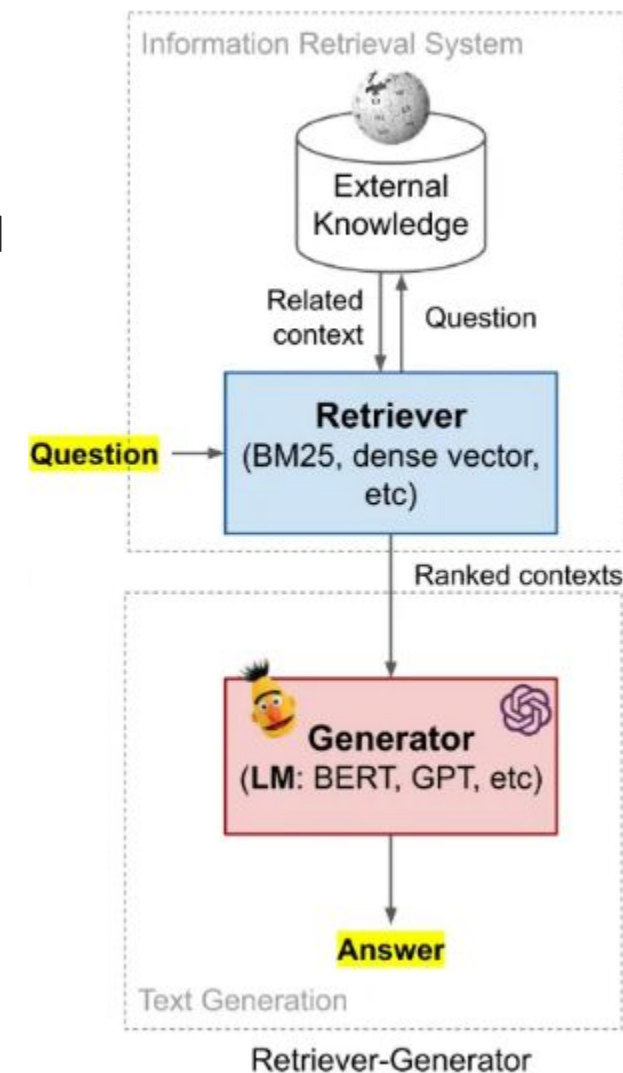 Information Retrieval System
External
Knowledge
Related
context
Question
Retriever
(BM25, dense vector,
etc)
Question
Ranked contexts
Generator
(LM: BERT, GPT, etc)
Answer
Text Generation
Retriever-Generator